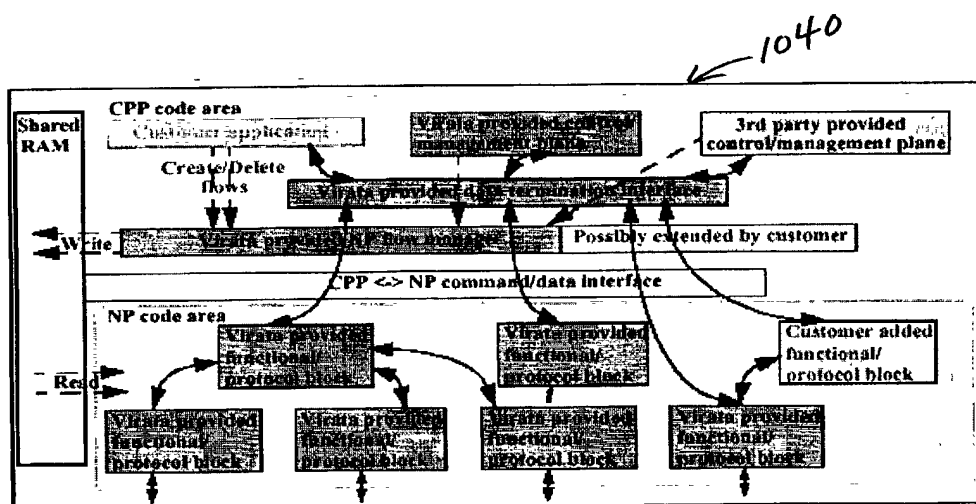 1040
Shared
RAM
CPP code area
Customer application
Create/Delete
flows
Virata provided control/
management plane
3rd party provided
control/management plane
Virata provided data termination interface
Write
Virata provided NP flow manager
Possibly extended by customer
CPP <-> NP command/data interface
NP code area
Read
Virata provided
functional/
protocol block
Virata provided
functional/
protocol block
Customer added
functional/
protocol block
Virata provided
functional/
protocol block
Virata provided
functional/
protocol block
Virata provided
functional/
protocol block
Virata provided
functional/
protocol block